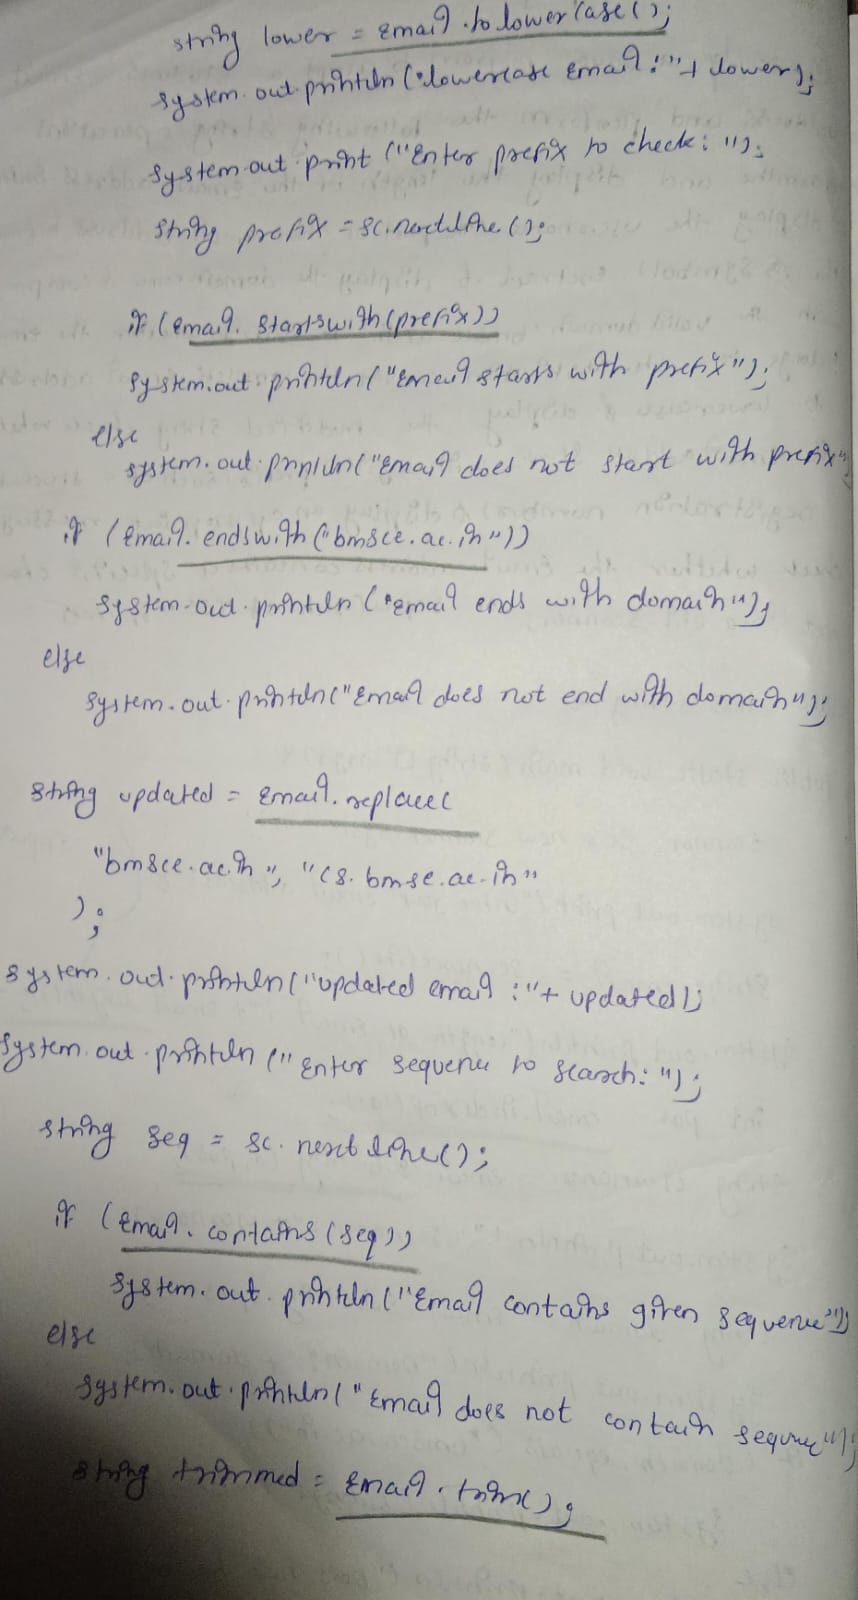 string lower = email.tolowercase();
system.out.println("lowercase email:"+ lower);
system.out.print ("Enter prefix to check: ");
string prefix = sc.nextline();
if (email.startswith(prefix))
system.out.println("Email starts with prefix");
else
system.out.println("Email does not start with prefix"
if (email.endswith("bmsce.ac.in"))
system.out.println("email ends with domain");
else
system.out.println("Email does not end with domain");
string updated = email.replace(
"bmsce.ac.in", "cs.bmse.ac.in"
);
system.out.println("updated email :"+ updated);
system.out.println("Enter sequence to search: ");
string seq = sc.nextline();
if (email.contains(seq))
system.out.println("Email contains given sequence");
else
system.out.println("Email does not contain sequence");
string trimmed = email.trim();